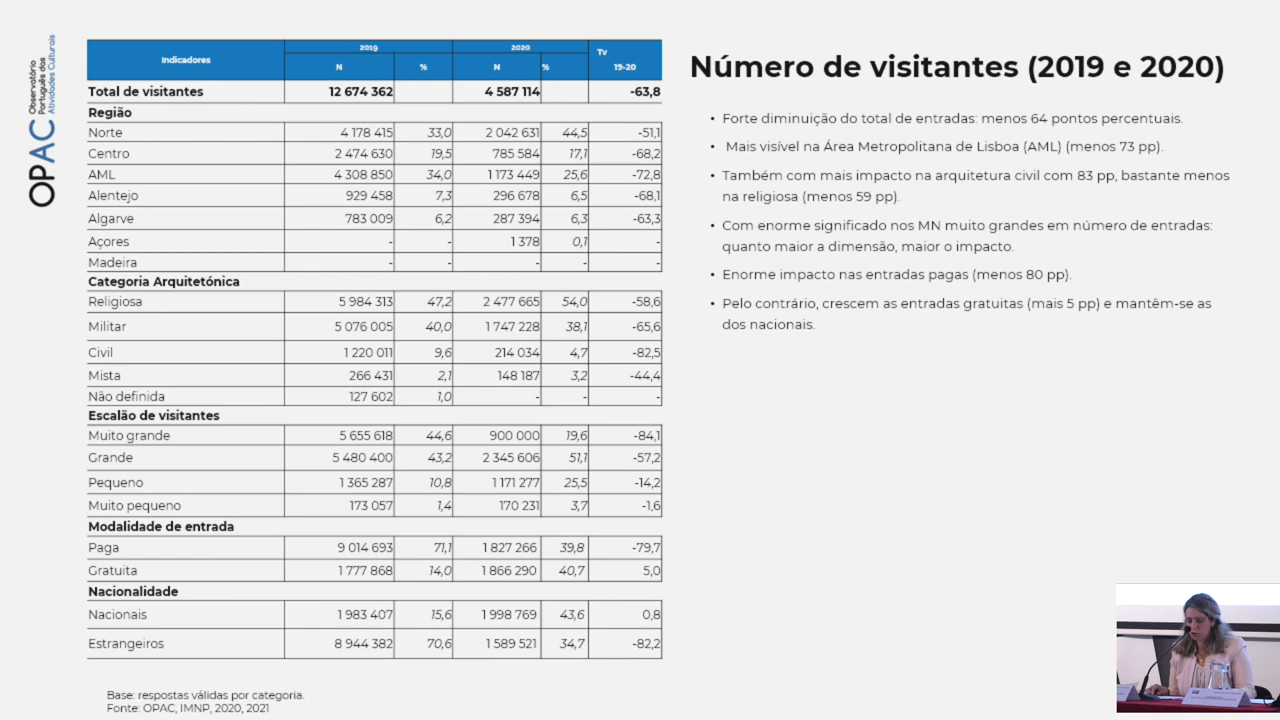 OPAC
Observatório
Português das
Atividades Culturais
Indicadores 2019 2020 Tv
N % N % 19-20
Total de visitantes 12 674 362 4 587 114 -63,8
Região
Norte 4 178 415 33,0 2 042 631 44,5 -51,1
Centro 2 474 630 19,5 785 584 17,1 -68,2
AML 4 308 850 34,0 1 173 449 25,6 -72,8
Alentejo 929 458 7,3 296 678 6,5 -68,1
Algarve 783 009 6,2 287 394 6,3 -63,3
Açores - - 1 378 0,1 -
Madeira - - - - -
Categoria Arquitetónica
Religiosa 5 984 313 47,2 2 477 665 54,0 -58,6
Militar 5 076 005 40,0 1 747 228 38,1 -65,6
Civil 1 220 011 9,6 214 034 4,7 -82,5
Mista 266 431 2,1 148 187 3,2 -44,4
Não definida 127 602 1,0 - - -
Escalão de visitantes
Muito grande 5 655 618 44,6 900 000 19,6 -84,1
Grande 5 480 400 43,2 2 345 606 51,1 -57,2
Pequeno 1 365 287 10,8 1 171 277 25,5 -14,2
Muito pequeno 173 057 1,4 170 231 3,7 -1,6
Modalidade de entrada
Paga 9 014 693 71,1 1 827 266 39,8 -79,7
Gratuita 1 777 868 14,0 1 866 290 40,7 5,0
Nacionalidade
Nacionais 1 983 407 15,6 1 998 769 43,6 0,8
Estrangeiros 8 944 382 70,6 1 589 521 34,7 -82,2
Base: respostas válidas por categoria.
Fonte: OPAC, IMNP, 2020, 2021
Número de visitantes (2019 e 2020)
• Forte diminuição do total de entradas: menos 64 pontos percentuais.
• Mais visível na Área Metropolitana de Lisboa (AML) (menos 73 pp).
• Também com mais impacto na arquitetura civil com 83 pp, bastante menos
na religiosa (menos 59 pp).
• Com enorme significado nos MN muito grandes em número de entradas:
quanto maior a dimensão, maior o impacto.
• Enorme impacto nas entradas pagas (menos 80 pp).
• Pelo contrário, crescem as entradas gratuitas (mais 5 pp) e mantêm-se as
dos nacionais.